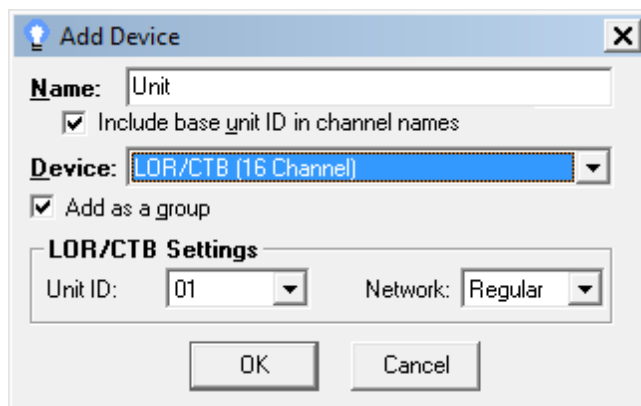 Add Device
Name: Unit
Include base unit ID in channel names
Device: LOR/CTB (16 Channel)
Add as a group
LOR/CTB Settings
Unit ID: 01 Network: Regular
OK Cancel